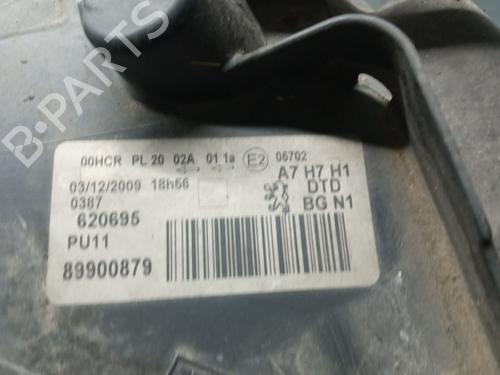 00HCR PL 20 02A 01 1a E2 06702
03/12/2009 18h56 A7 H7 H1
0387 DTD
620695 BG N1
PU11
89900879
B-PARTS